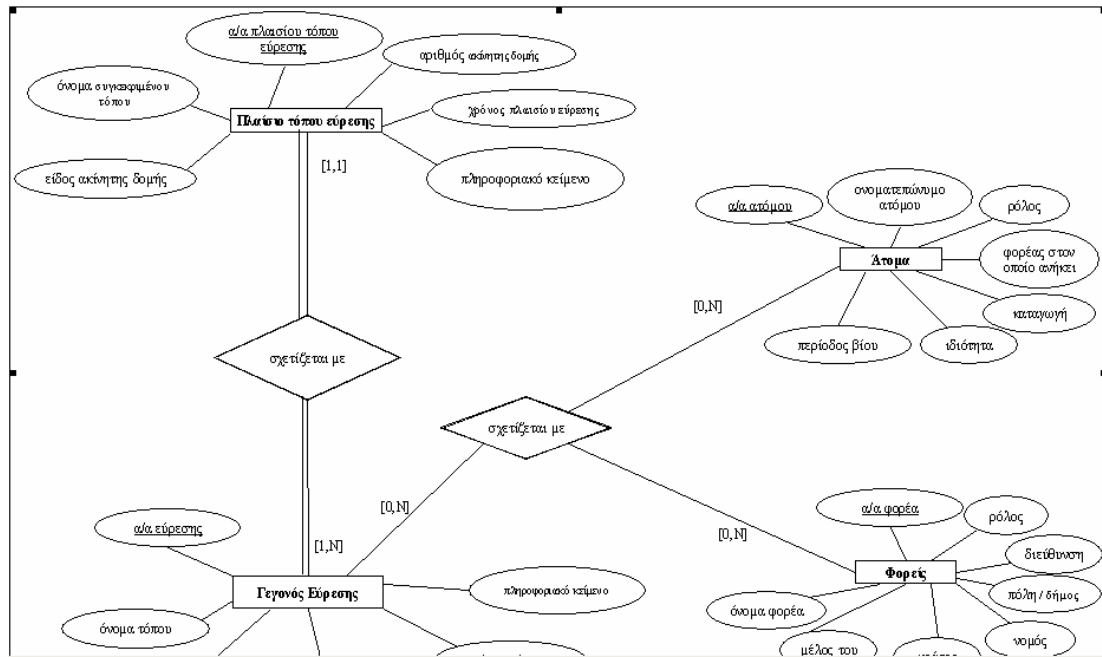 α/α πλαισίου τόπου
εύρεσης
αριθμός ακίνητης δομής
όνομα συγκεκριμένου
τόπου
χρόνος πλαισίου εύρεσης
Πλαίσιο τόπου εύρεσης
είδος ακίνητης δομής
[1,1]
πληροφοριακό κείμενο
ονοματεπώνυμο
ατόμου
α/α ατόμου
ρόλος
Άτομα
φορέας στον
οποίο ανήκει
[0,N]
καταγωγή
περίοδος βίου
ιδιότητα
σχετίζεται με
σχετίζεται με
[0,N]
α/α φορέα
ρόλος
α/α εύρεσης
[1,N]
[0,N]
διεύθυνση
Φορείς
Γεγονός Εύρεσης
πληροφοριακό κείμενο
πόλη / δήμος
όνομα φορέα
όνομα τόπου
νομός
μέλος του